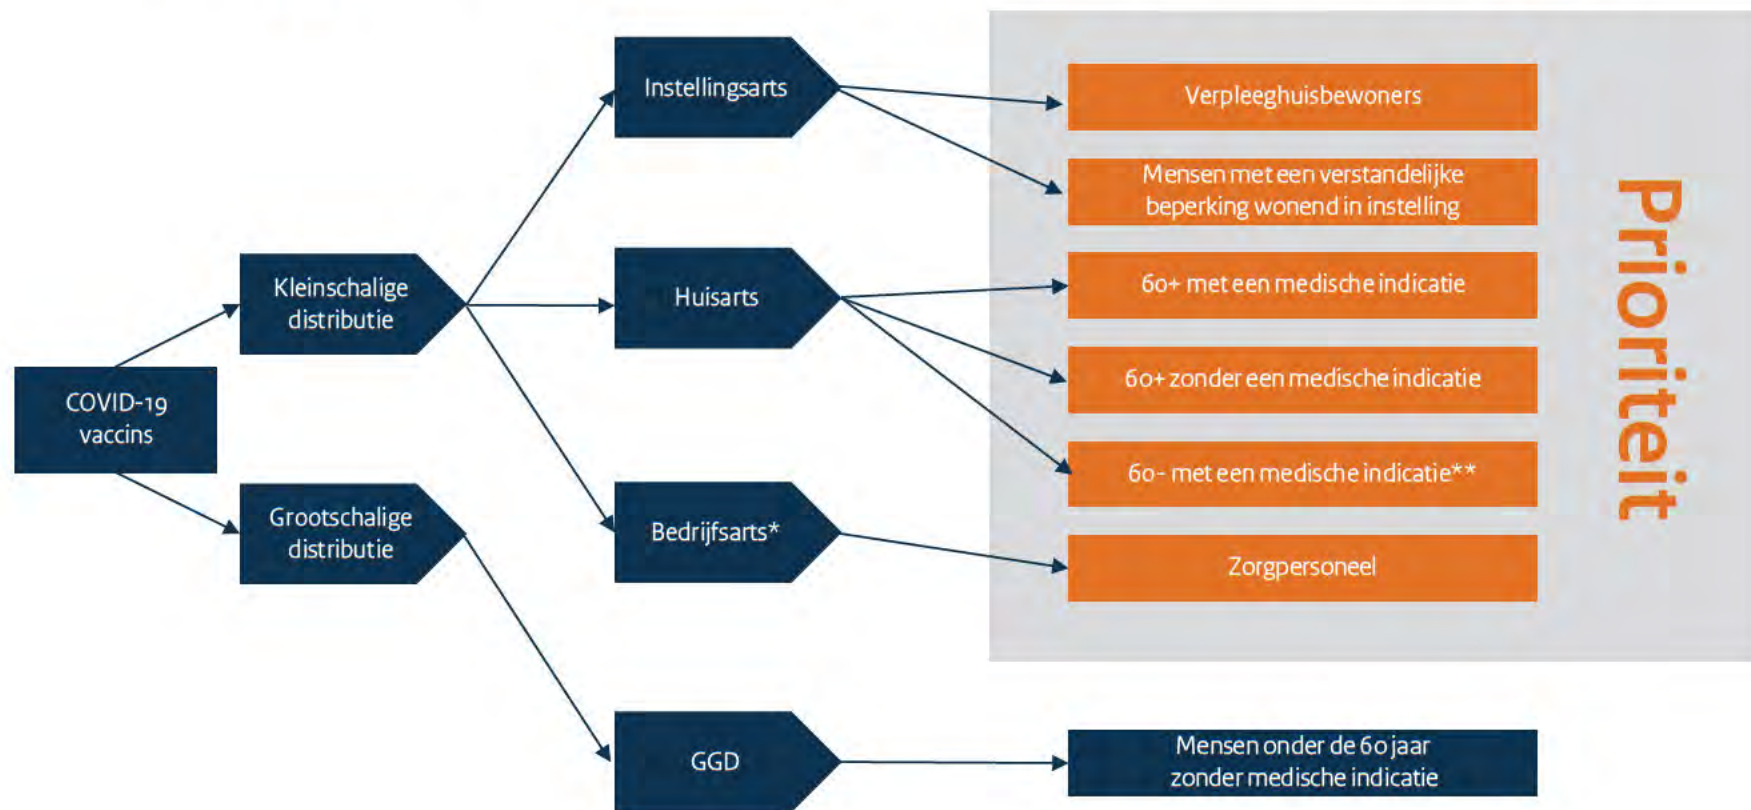 Instellingsarts
Verpleeghuisbewoners
Mensen met een verstandelijke
beperking wonend in instelling
Kleinschalige
distributie
Huisarts
60+ met een medische indicatie
60+ zonder een medische indicatie
COVID-19
vaccins
60- met een medische indicatie**
Grootschalige
distributie
Bedrijfsarts*
Zorgpersoneel
Prioriteit
GGD
Mensen onder de 60 jaar
zonder medische indicatie